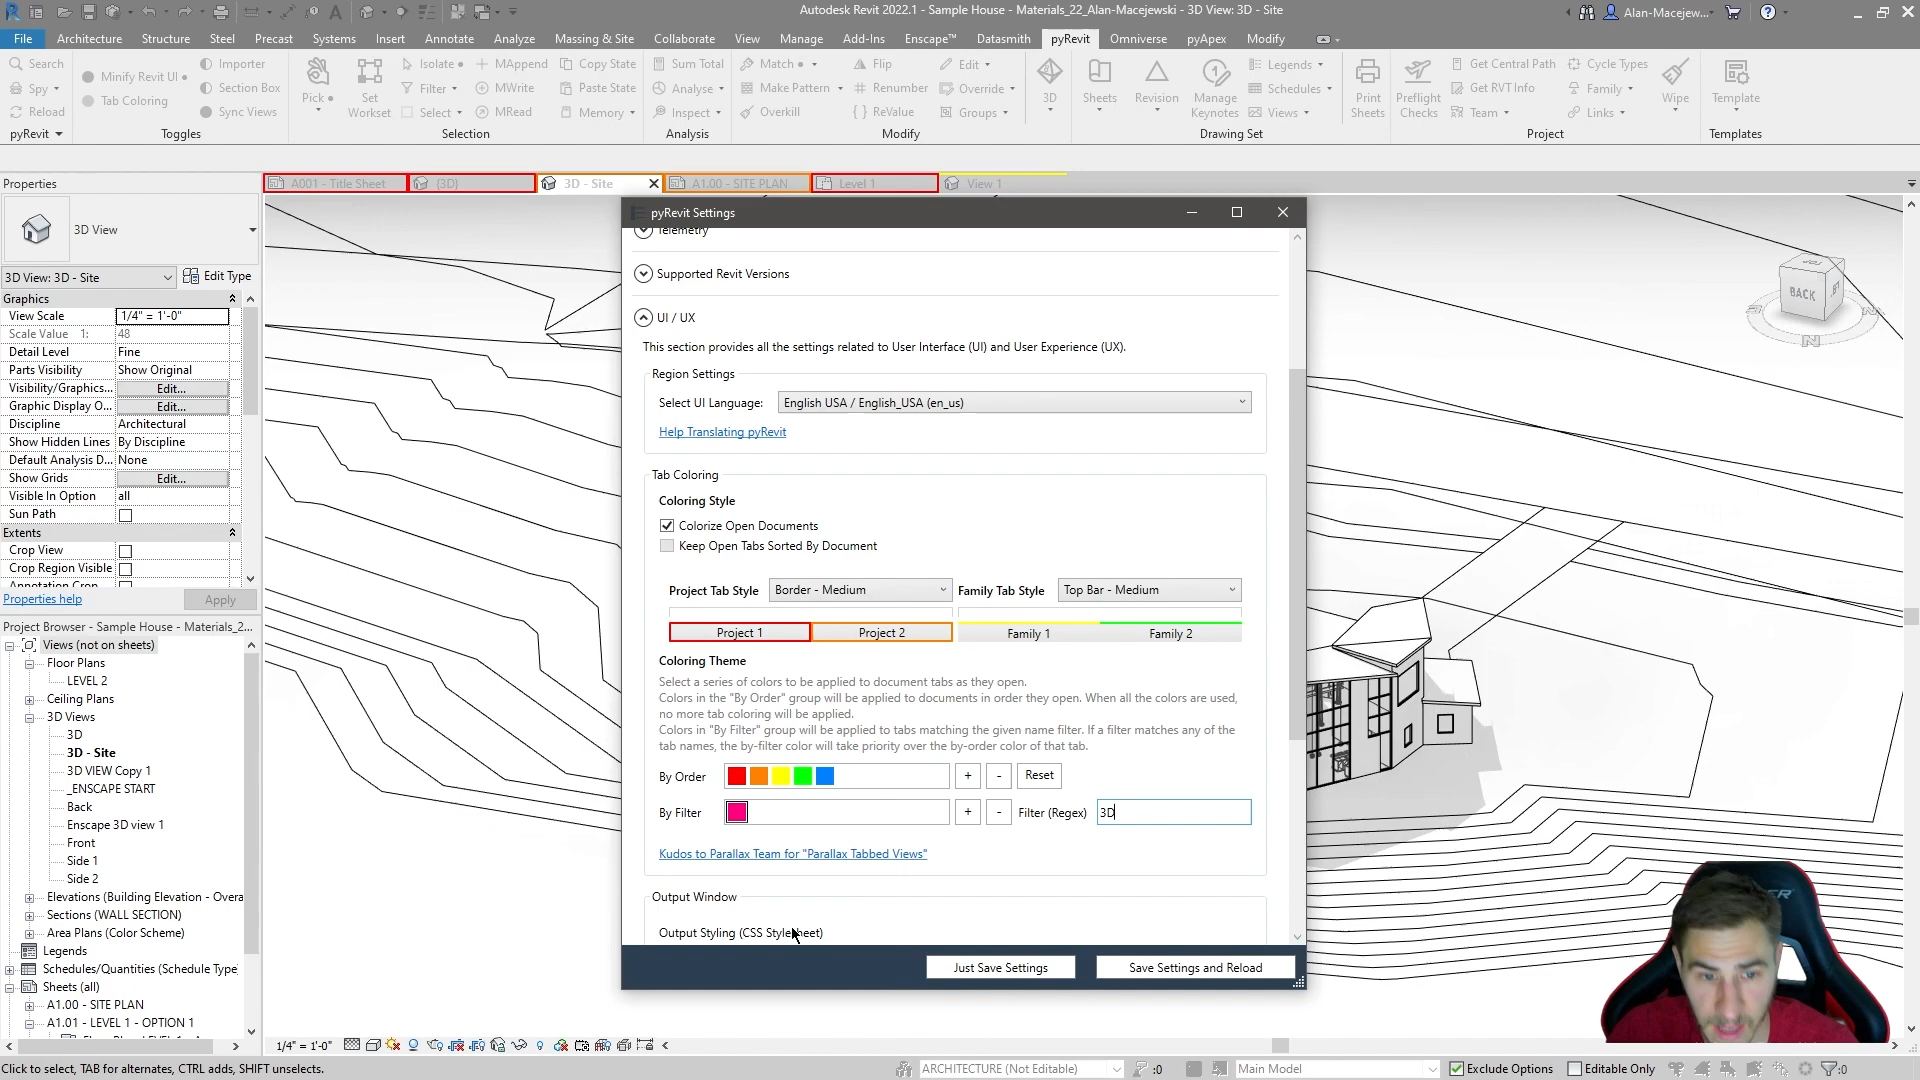 Autodesk Revit 2022.1 - Sample House - Materials_22_Alan-Macejewski - 3D View: 3D - Site
Alan-Macejew...
File Architecture Structure Steel Precast Systems Insert Annotate Analyze Massing & Site Collaborate View Manage Add-Ins Enscape™ Datasmith pyRevit Omniverse pyApex Modify
Search Importer Isolate MAppend Copy State Sum Total Match Flip Edit Legends Get Central Path Cycle Types
Minify Revit UI
Spy Section Box Filter MWrite Paste State Analyse Make Pattern Renumber Override Schedules Get RVT Info Family
Pick Set Workset 3D Sheets Revision Manage Keynotes Print Sheets Preflight Checks Wipe Template
Tab Coloring
Reload Sync Views Select MRead Memory Inspect Overkill ReValue Groups Views Team Links
pyRevit Toggles Selection Analysis Modify Drawing Set Project Templates
Properties
A001 - Title Sheet {3D} 3D - Site A1.00 - SITE PLAN Level 1 View 1
3D View
3D View: 3D - Site Edit Type
Graphics
View Scale 1/4" = 1'-0"
Scale Value 1: 48
Detail Level Fine
Parts Visibility Show Original
Visibility/Graphics... Edit...
Graphic Display O... Edit...
Discipline Architectural
Show Hidden Lines By Discipline
Default Analysis D... None
Show Grids Edit...
Visible In Option all
Sun Path
Extents
Crop View
Crop Region Visible
Annotation Crop
Properties help Apply
Project Browser - Sample House - Materials_2...
Views (not on sheets)
Floor Plans
LEVEL 2
Ceiling Plans
3D Views
3D
3D - Site
3D VIEW Copy 1
_ENSCAPE START
Back
Enscape 3D view 1
Front
Side 1
Side 2
Elevations (Building Elevation - Overa
Sections (WALL SECTION)
Area Plans (Color Scheme)
Legends
Schedules/Quantities (Schedule Type
Sheets (all)
A1.00 - SITE PLAN
A1.01 - LEVEL 1 - OPTION 1
pyRevit Settings
Telemetry
Supported Revit Versions
UI / UX
This section provides all the settings related to User Interface (UI) and User Experience (UX).
Region Settings
Select UI Language: English USA / English_USA (en_us)
Help Translating pyRevit
Tab Coloring
Coloring Style
Colorize Open Documents
Keep Open Tabs Sorted By Document
Project Tab Style Border - Medium Family Tab Style Top Bar - Medium
Project 1 Project 2 Family 1 Family 2
Coloring Theme
Select a series of colors to be applied to document tabs as they open.
Colors in the "By Order" group will be applied to documents in order they open. When all the colors are used,
no more tab coloring will be applied.
Colors in "By Filter" group will be applied to tabs matching the given name filter. If a filter matches any of the
tab names, the by-filter color will take priority over the by-order color of that tab.
By Order + - Reset
By Filter + - Filter (Regex) 3D
Kudos to Parallax Team for "Parallax Tabbed Views"
Output Window
Output Styling (CSS Stylesheet)
Just Save Settings Save Settings and Reload
BACK
N
1/4" = 1'-0"
Click to select, TAB for alternates, CTRL adds, SHIFT unselects. ARCHITECTURE (Not Editable) :0 Main Model Exclude Options Editable Only :0